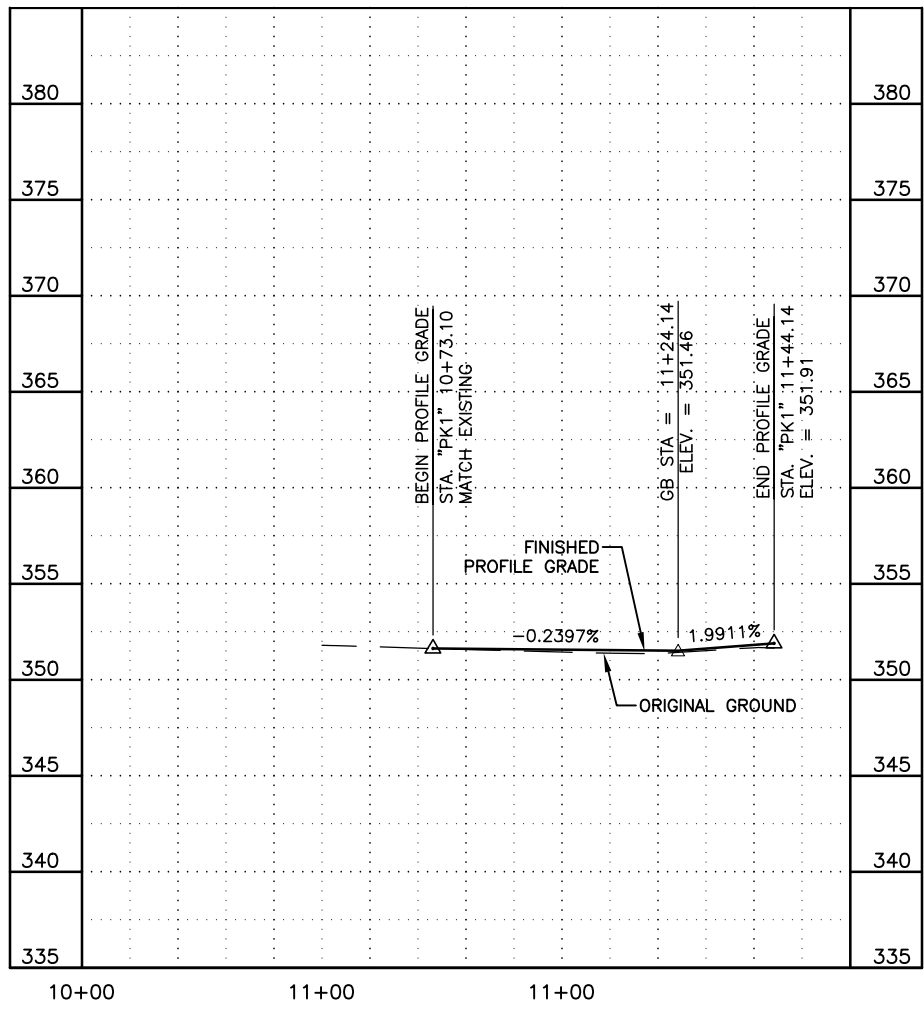 380
380
375
375
370
370
BEGIN PROFILE GRADE
STA. "PK1" 10+73.10
MATCH EXISTING
GB STA = 11+24.14
ELEV. = 351.46
END PROFILE GRADE
STA. "PK1" 11+44.14
ELEV. = 351.91
365
365
360
360
FINISHED
PROFILE GRADE
355
355
-0.2397%
1.9911%
350
350
ORIGINAL GROUND
345
345
340
340
335
335
10+00
11+00
11+00